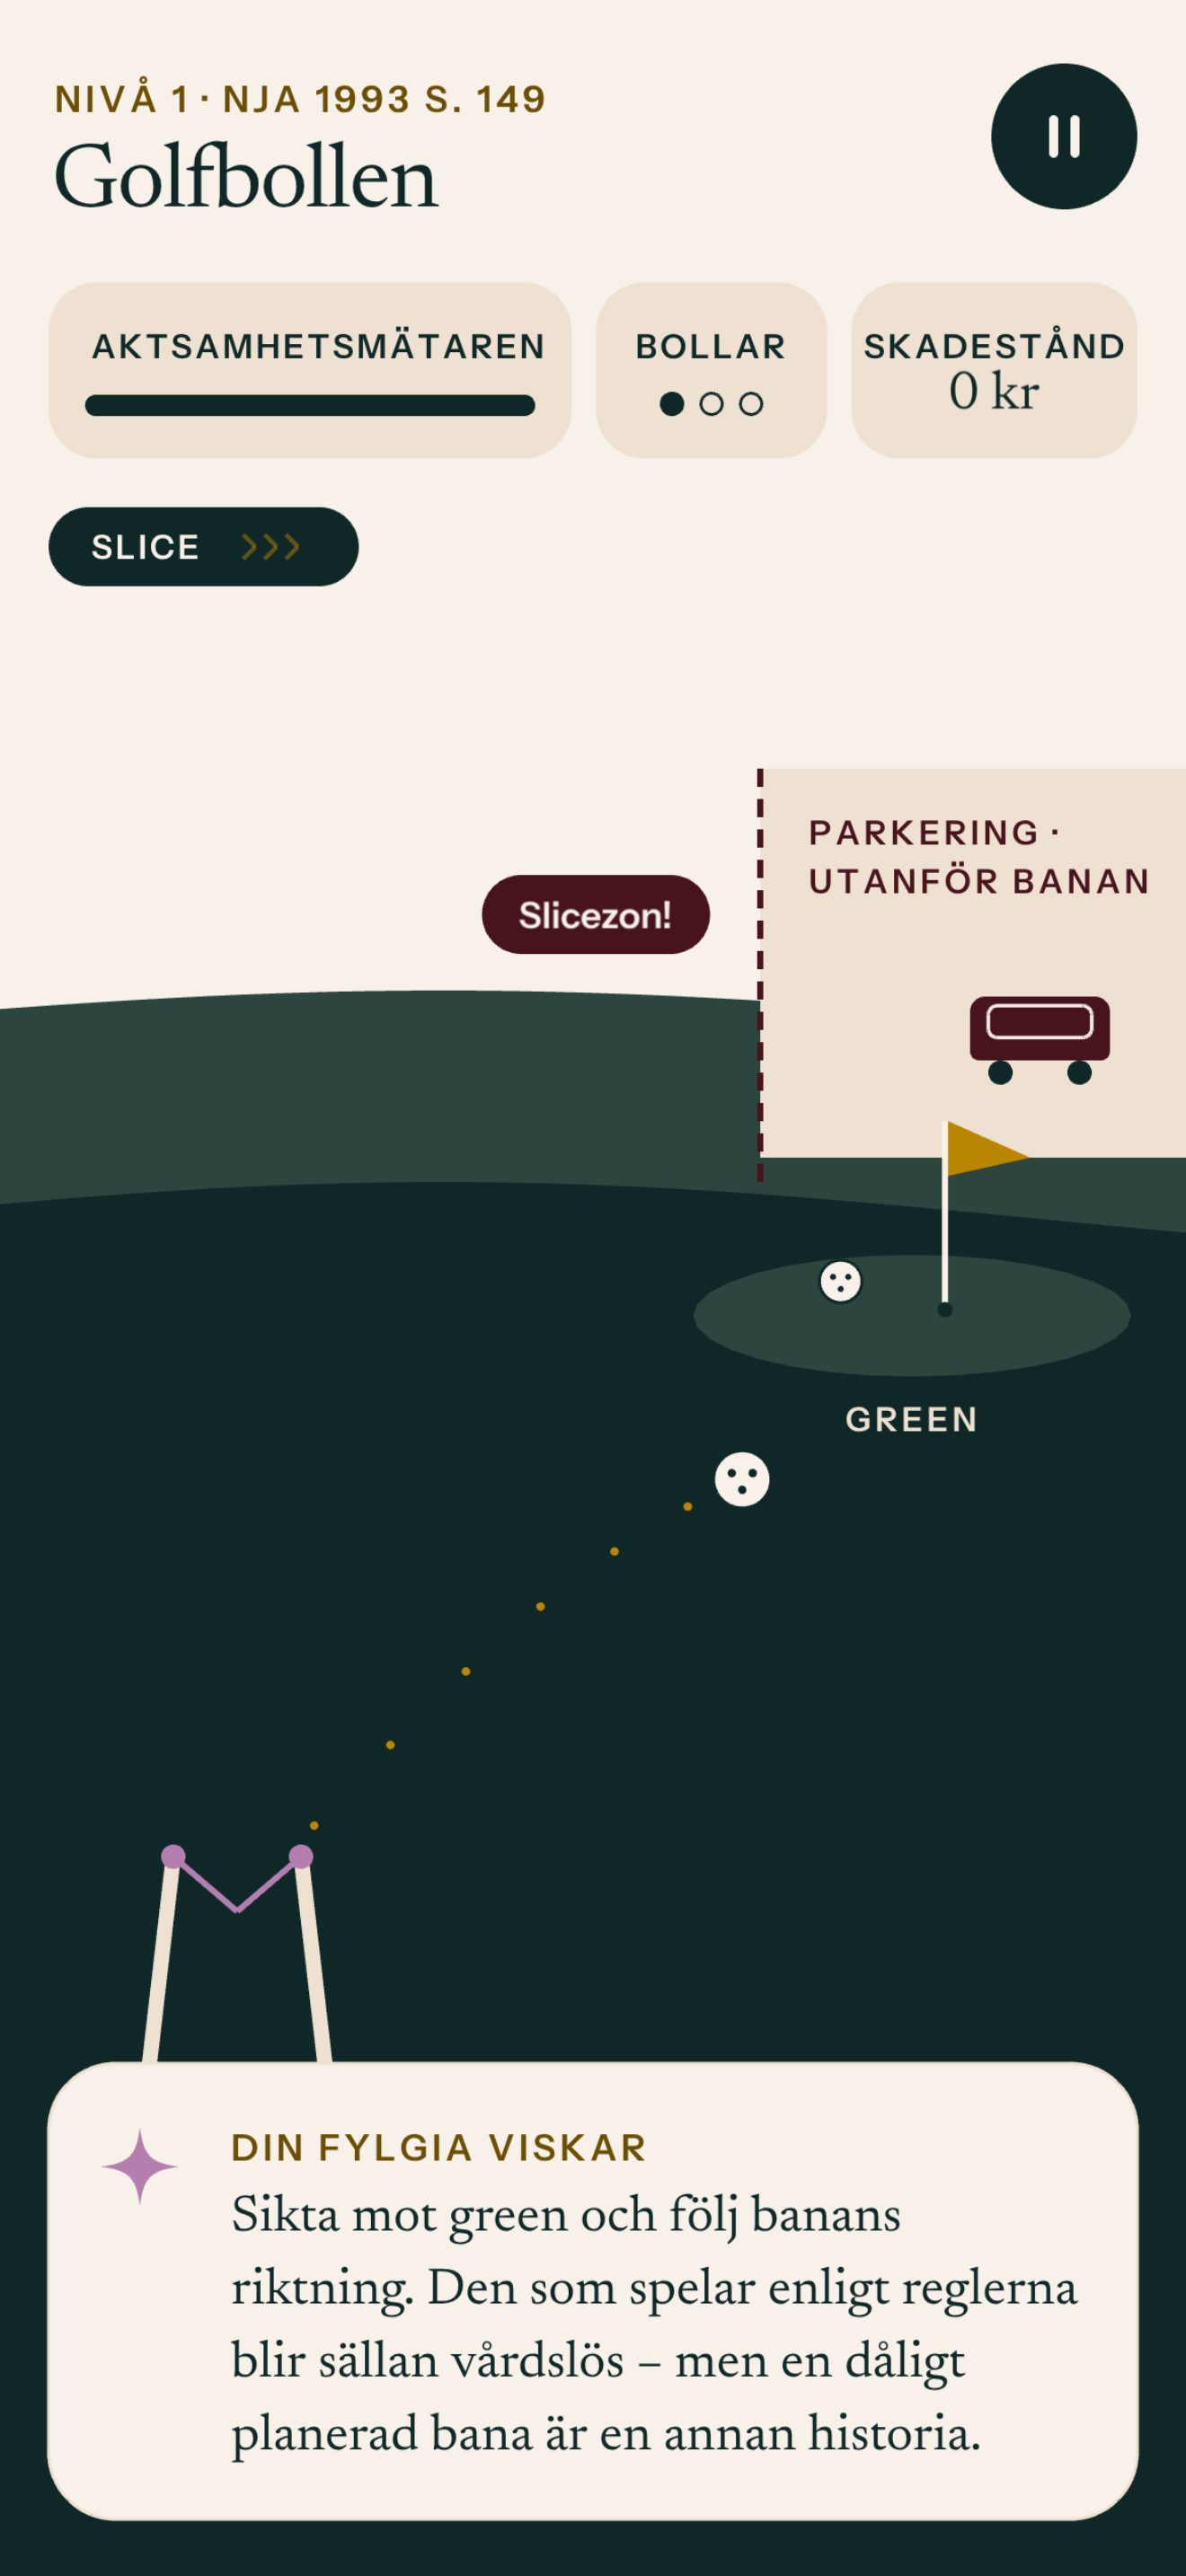 NIVÅ 1 · NJA 1993 S. 149
Golfbollen
AKTSAMHETSMÄTAREN
BOLLAR
SKADESTÅND
0 kr
SLICE >>>
PARKERING ·
UTANFÖR BANAN
Slicezon!
GREEN
DIN FYLGIA VISKAR
Sikta mot green och följ banans
riktning. Den som spelar enligt reglerna
blir sällan vårdslös – men en dåligt
planerad bana är en annan historia.